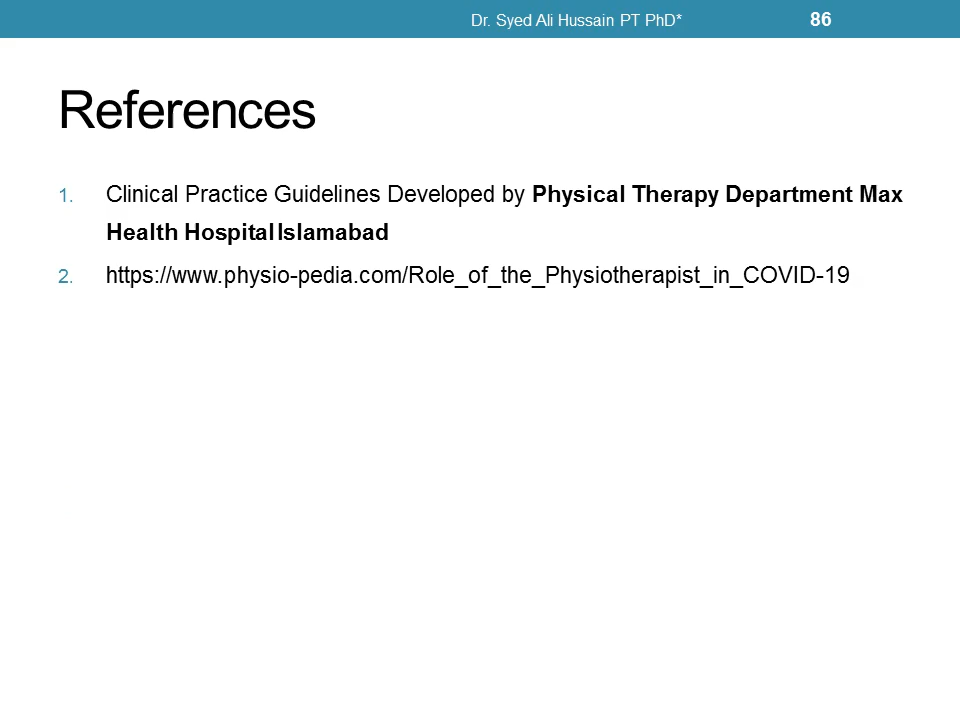 Dr. Syed Ali Hussain PT PhD*
86
References
1. Clinical Practice Guidelines Developed by Physical Therapy Department Max
Health Hospital Islamabad
2. https://www.physio-pedia.com/Role_of_the_Physiotherapist_in_COVID-19